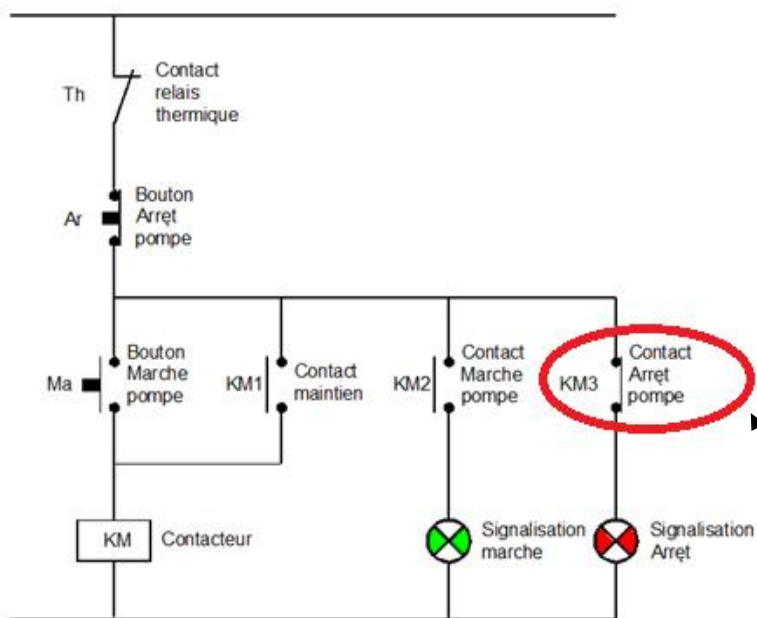 Th
Contact
relais
thermique
Ar
Bouton
Arręt
pompe
Ma
Bouton
Marche
pompe
KM1
Contact
maintien
KM2
Contact
Marche
pompe
KM3
Contact
Arręt
pompe
KM
Contacteur
Signalisation
marche
Signalisation
Arręt